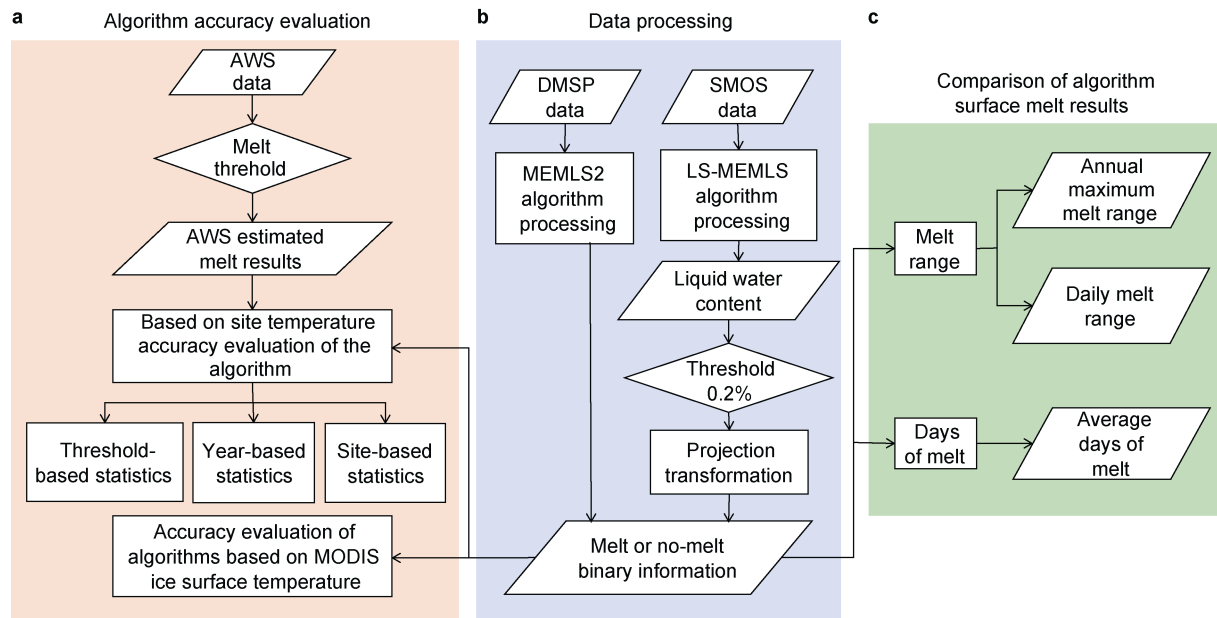 a
Algorithm accuracy evaluation
AWS
data
Melt
threhold
AWS estimated
melt results
Based on site temperature
accuracy evaluation of the
algorithm
Threshold-
based statistics
Year-based
statistics
Site-based
statistics
Accuracy evaluation of
algorithms based on MODIS
ice surface temperature
b
Data processing
DMSP
data
MEMLS2
algorithm
processing
SMOS
data
LS-MEMLS
algorithm
processing
Liquid water
content
Threshold
0.2%
Projection
transformation
Melt or no-melt
binary information
c
Comparison of algorithm
surface melt results
Melt
range
Annual
maximum
melt range
Daily melt
range
Days
of melt
Average
days of
melt